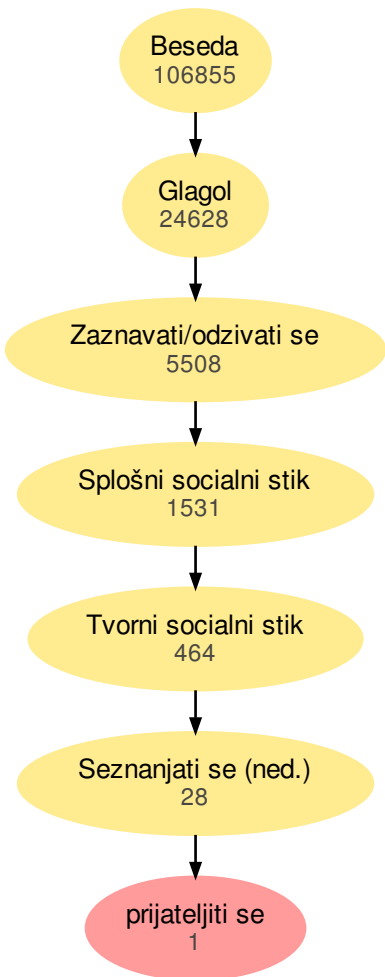 Beseda
106855
Glagol
24628
Zaznavati/odzivati se
5508
Splošni socialni stik
1531
Tvorni socialni stik
464
Seznanjati se (ned.)
28
prijateljiti se
1